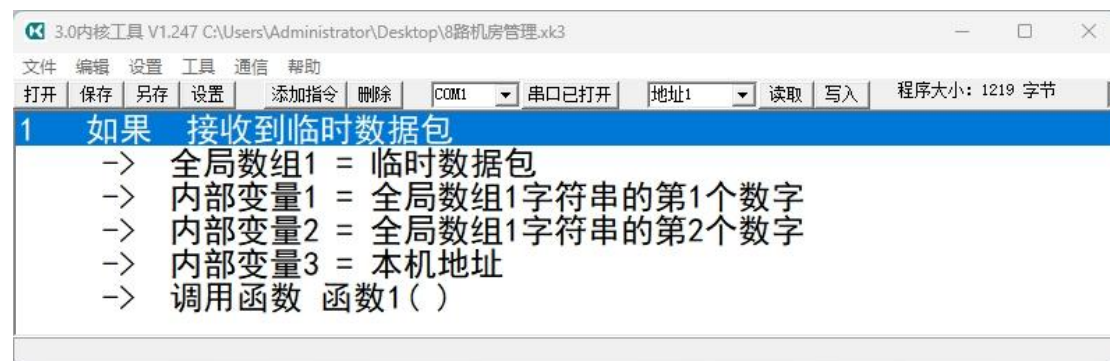 3.0内核工具 V1.247 C:\Users\Administrator\Desktop\8路机房管理.xk3
文件 编辑 设置 工具 通信 帮助
打开 保存 另存 设置 添加指令 删除 COM1 串口已打开 地址1 读取 写入 程序大小: 1219 字节
1 如果 接收到临时数据包
-> 全局数组1 = 临时数据包
-> 内部变量1 = 全局数组1字符串的第1个数字
-> 内部变量2 = 全局数组1字符串的第2个数字
-> 内部变量3 = 本机地址
-> 调用函数 函数1( )